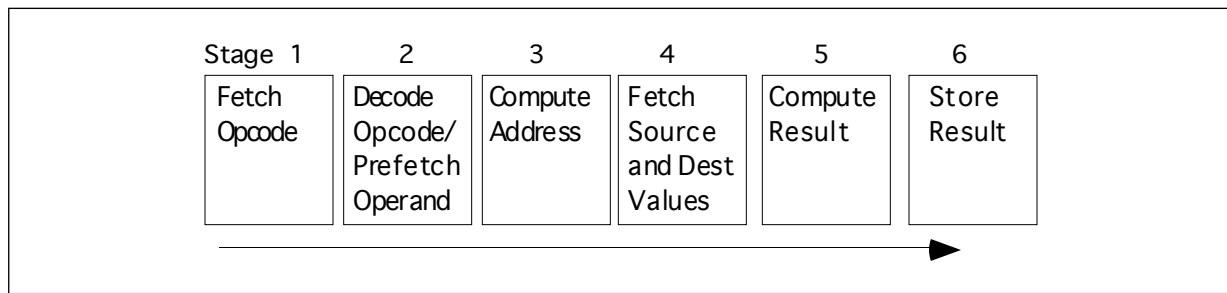 Stage 1 2 3 4 5 6
Fetch
Opcode
Decode
Opcode/
Prefetch
Operand
Compute
Address
Fetch
Source
and Dest
Values
Compute
Result
Store
Result